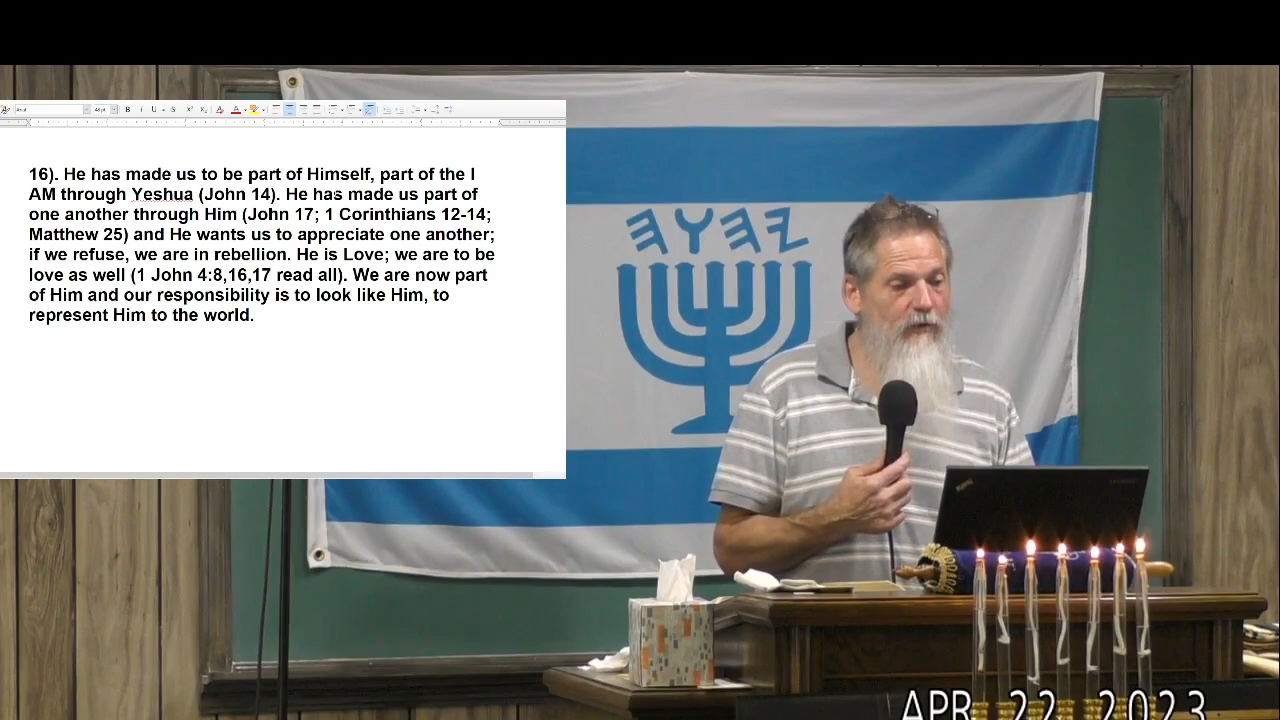 16). He has made us to be part of Himself, part of the I
AM through Yeshua (John 14). He has made us part of
one another through Him (John 17; 1 Corinthians 12-14;
Matthew 25) and He wants us to appreciate one another;
if we refuse, we are in rebellion. He is Love; we are to be
love as well (1 John 4:8,16,17 read all). We are now part
of Him and our responsibility is to look like Him, to
represent Him to the world.
𐤉𐤄𐤅𐤄
APR 22 2023